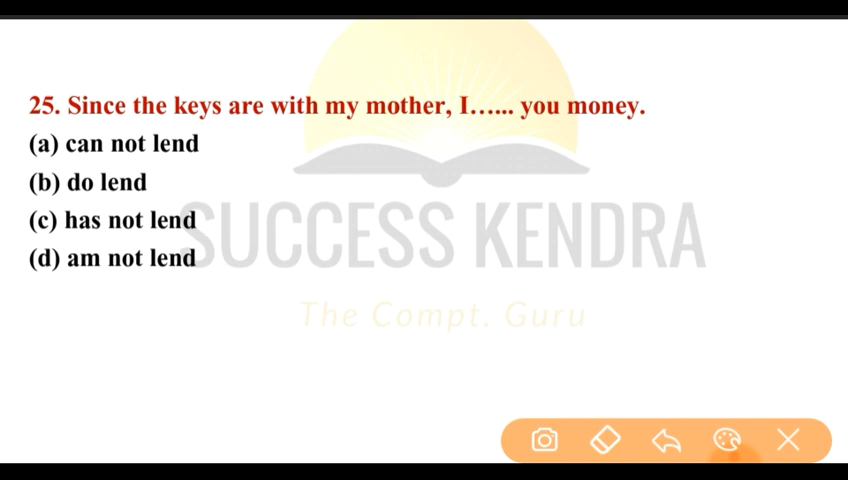 25. Since the keys are with my mother, I…... you money.
(a) can not lend
(b) do lend
(c) has not lend
(d) am not lend
SUCCESS KENDRA
The Compt. Guru